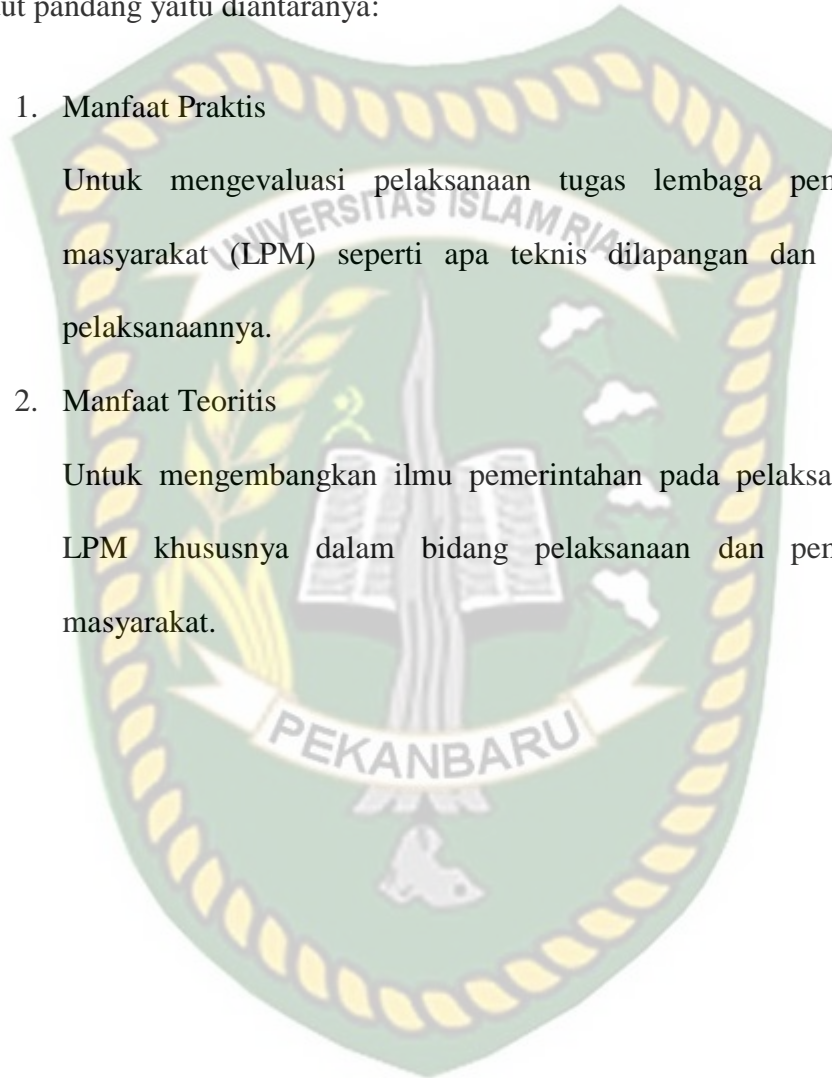 ut pandang yaitu diantaranya:
1. Manfaat Praktis
Untuk mengevaluasi pelaksanaan tugas lembaga pem
masyarakat (LPM) seperti apa teknis dilapangan dan
pelaksanaannya.
2. Manfaat Teoritis
Untuk mengembangkan ilmu pemerintahan pada pelaksa
LPM khususnya dalam bidang pelaksanaan dan pem
masyarakat.
UNIVERSITAS ISLAM RIAU
PEKANBARU